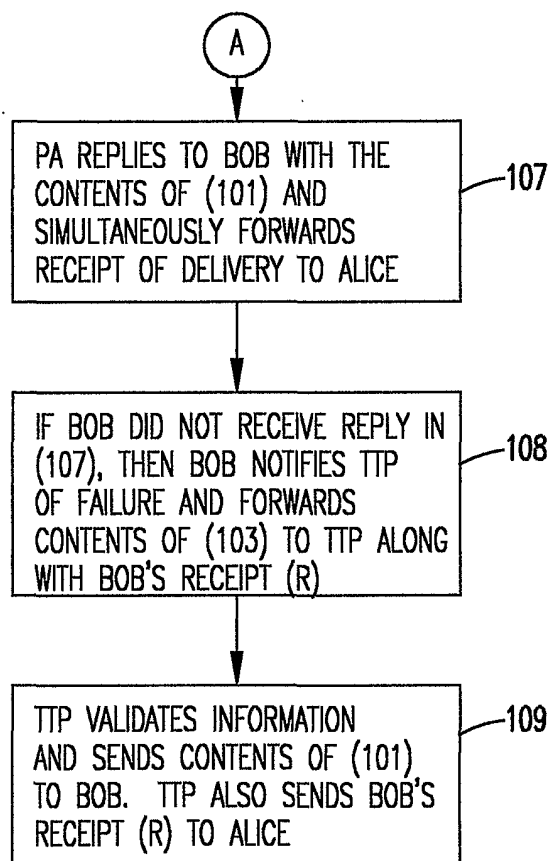 A
PA REPLIES TO BOB WITH THE
CONTENTS OF (101) AND
SIMULTANEOUSLY FORWARDS
RECEIPT OF DELIVERY TO ALICE
107
IF BOB DID NOT RECEIVE REPLY IN
(107), THEN BOB NOTIFIES TTP
OF FAILURE AND FORWARDS
CONTENTS OF (103) TO TTP ALONG
WITH BOB'S RECEIPT (R)
108
TTP VALIDATES INFORMATION
AND SENDS CONTENTS OF (101)
TO BOB. TTP ALSO SENDS BOB'S
RECEIPT (R) TO ALICE
109